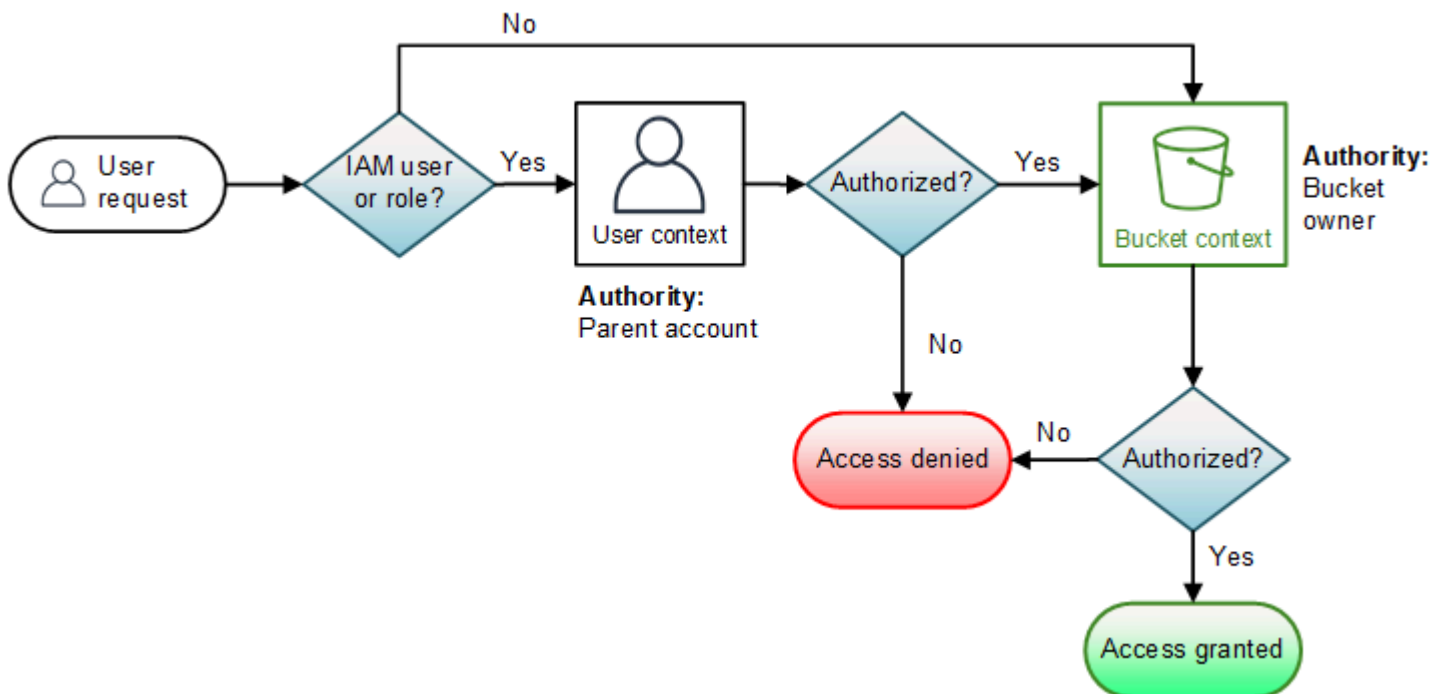 No
User
request
IAM user
or role?
Yes
User context
Authority:
Parent account
Authorized?
Yes
No
Bucket context
Authority:
Bucket
owner
Access denied
No
Authorized?
Yes
Access granted